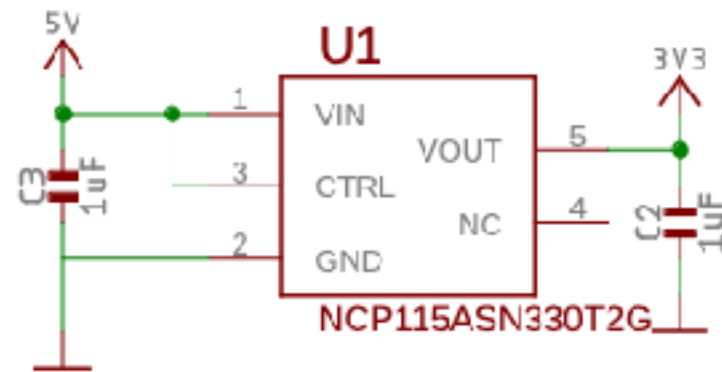 5V
U1
3V3
1
VIN
VOUT
5
C3
1uF
3
CTRL
NC
4
C2
1uF
2
GND
NCP115ASN330T2G